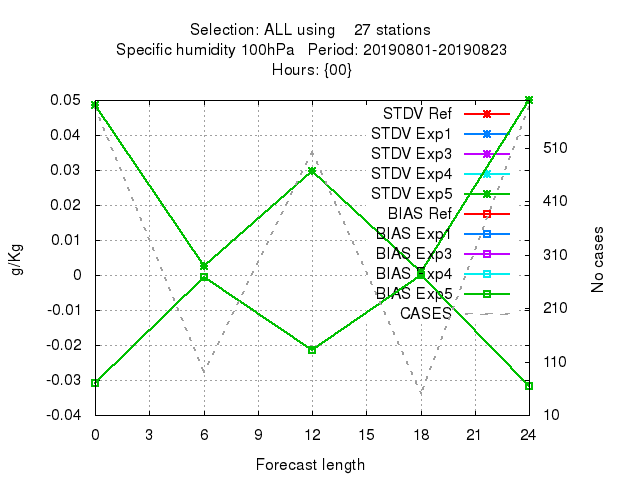 Selection: ALL using 27 stations
Specific humidity 100hPa Period: 20190801-20190823
Hours: {00}
0.05
0.04
0.03
0.02
0.01
0
-0.01
-0.02
-0.03
-0.04
g/Kg
STDV Ref
STDV Exp1
STDV Exp3
STDV Exp4
STDV Exp5
BIAS Ref
BIAS Exp1
BIAS Exp3
BIAS Exp4
BIAS Exp5
CASES
510
410
310
210
110
10
No cases
0 3 6 9 12 15 18 21 24
Forecast length